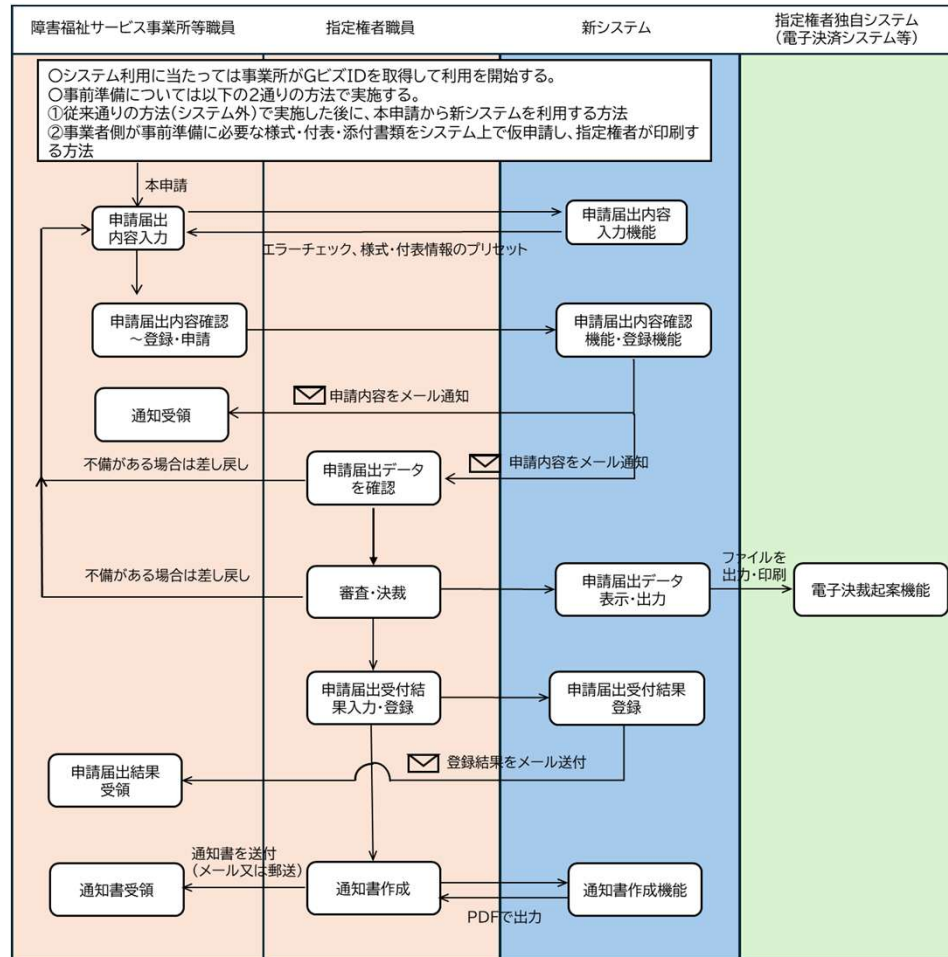 障害福祉サービス事業所等職員
指定権者職員
新システム
指定権者独自システム
(電子決済システム等)
○システム利用に当たっては事業所がGビズIDを取得して利用を開始する。
○事前準備については以下の2通りの方法で実施する。
①従来通りの方法(システム外)で実施した後に、本申請から新システムを利用する方法
②事業者側が事前準備に必要な様式・付表・添付書類をシステム上で仮申請し、指定権者が印刷す
る方法
本申請
申請届出
内容入力
申請届出内容
入力機能
エラーチェック、様式・付表情報のプリセット
申請届出内容確認
～登録・申請
申請届出内容確認
機能・登録機能
申請内容をメール通知
通知受領
不備がある場合は差し戻し
申請届出データ
を確認
申請内容をメール通知
不備がある場合は差し戻し
審査・決裁
申請届出データ
表示・出力
ファイルを
出力・印刷
電子決裁起案機能
申請届出受付結
果入力・登録
申請届出受付結果
登録
登録結果をメール送付
申請届出結果
受領
通知書を送付
(メール又は郵送)
通知書受領
通知書作成
通知書作成機能
PDFで出力